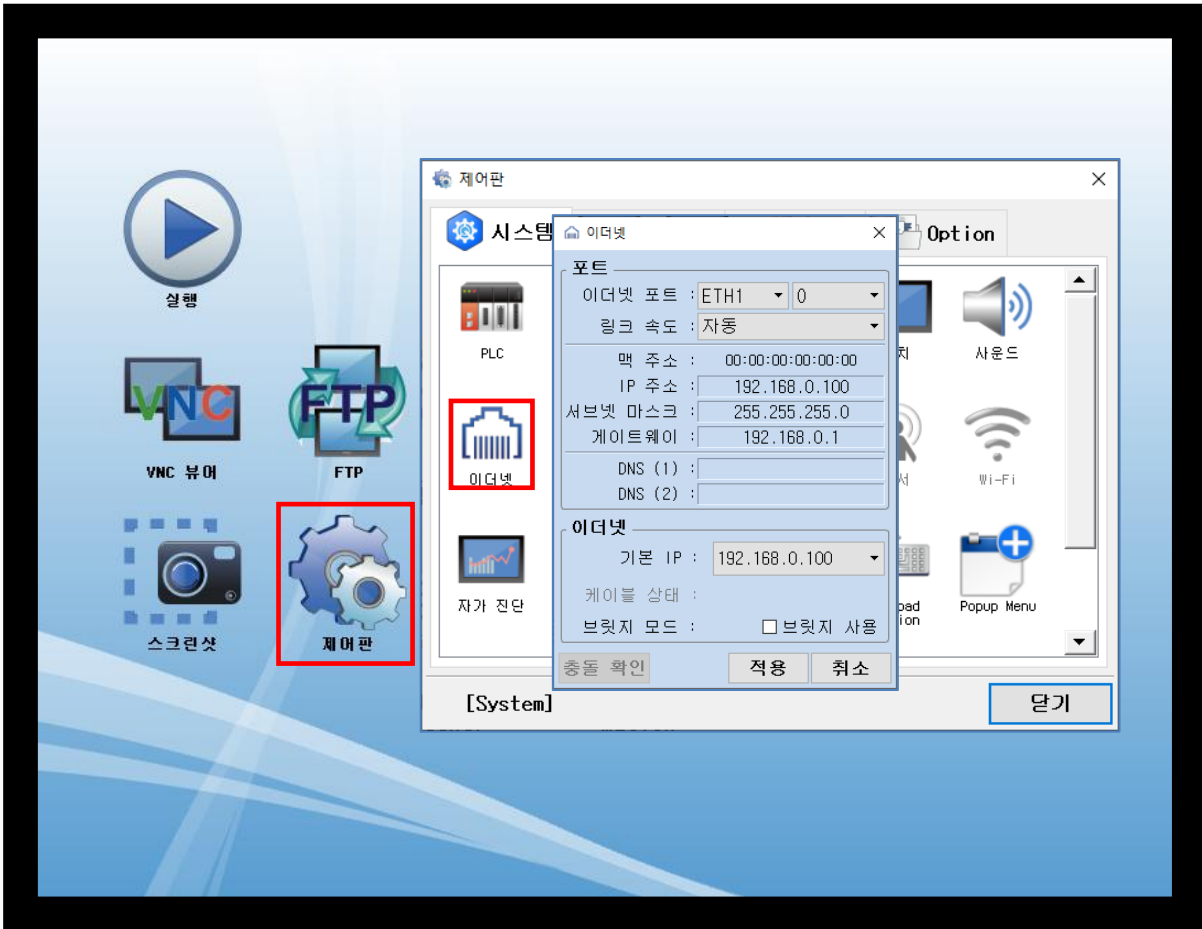 실행
VNC
VNC 뷰어
FTP
FTP
스크린샷
제어판
제어판
시스템
Option
PLC
이더넷
자가 진단
사운드
Wi-Fi
Popup Menu
[System]
닫기
이더넷
포트
이더넷 포트 : ETH1 0
링크 속도 : 자동
맥 주소 : 00:00:00:00:00:00
IP 주소 : 192.168.0.100
서브넷 마스크 : 255.255.255.0
게이트웨이 : 192.168.0.1
DNS (1) :
DNS (2) :
이더넷
기본 IP : 192.168.0.100
케이블 상태 :
브릿지 모드 : 브릿지 사용
충돌 확인 적용 취소